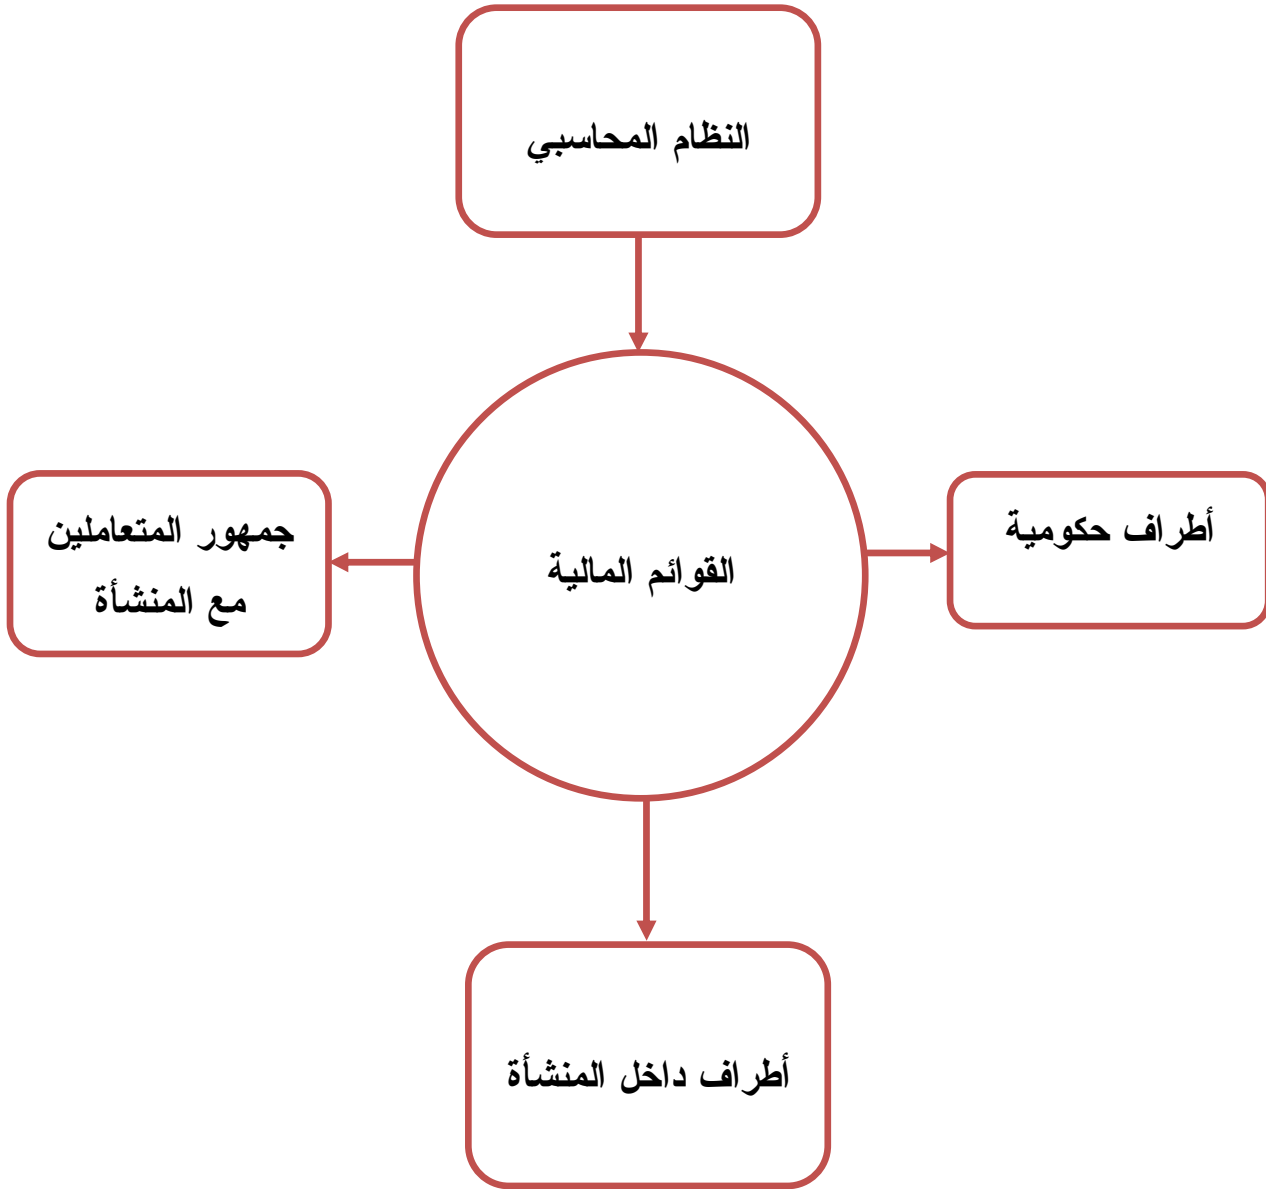 النظام المحاسبي
أطراف حكومية
القوائم المالية
جمهور المتعاملين
مع المنشأة
أطراف داخل المنشأة